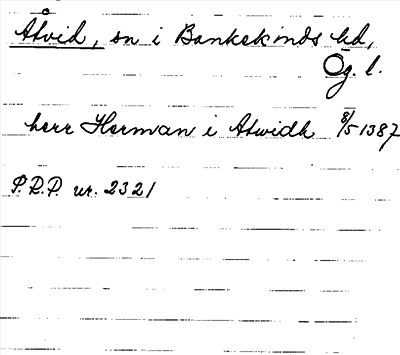 Åtvid, sn i Bankekinds hd,
Ög. l.
herr Herman i Atwidh 8/5 1387
P.R.P. nr. 2321